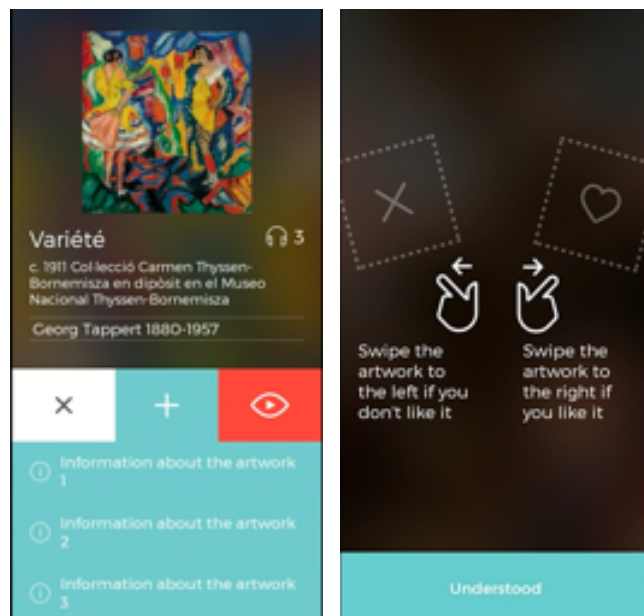 Variété
3
c. 1911 Col·lecció Carmen Thyssen-
Bornemisza en dipòsit en el Museo
Nacional Thyssen-Bornemisza
Georg Tappert 1880-1957
Information about the artwork
1
Information about the artwork
2
Information about the artwork
3
Swipe the
artwork to
the left if you
don't like it
Swipe the
artwork to
the right if
you like it
Understood